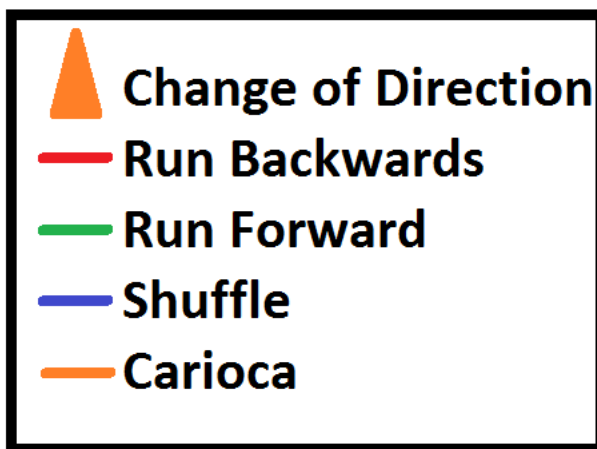 Change of Direction
Run Backwards
Run Forward
Shuffle
Carioca